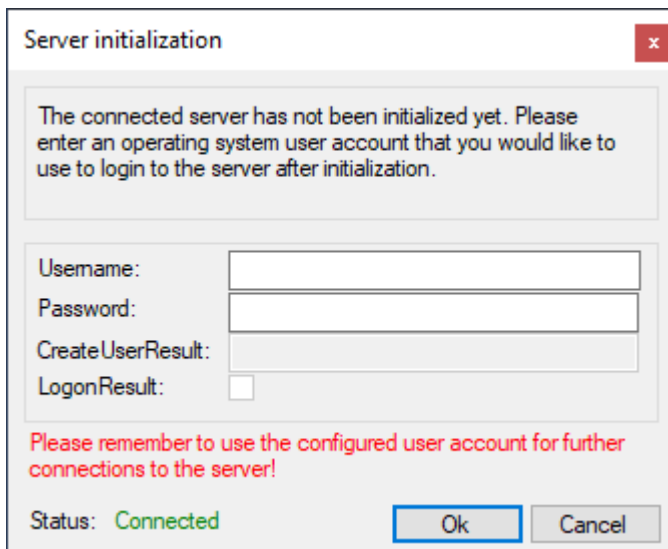 Server initialization
x
The connected server has not been initialized yet. Please
enter an operating system user account that you would like to
use to login to the server after initialization.
Username:
Password:
CreateUserResult:
LogonResult:
Please remember to use the configured user account for further
connections to the server!
Status: Connected
Ok
Cancel